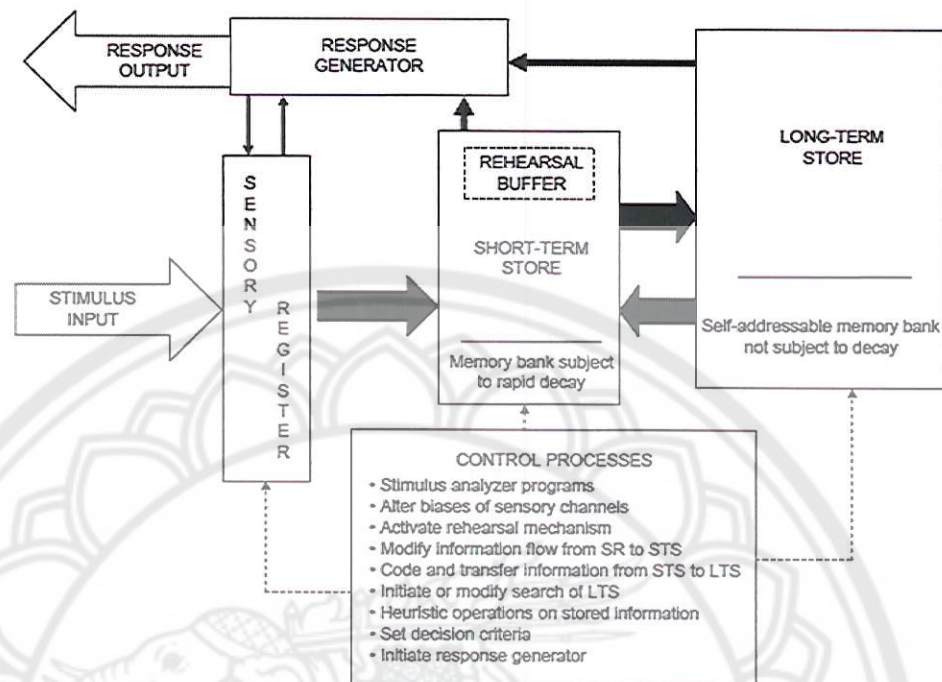 RESPONSE
OUTPUT
RESPONSE
GENERATOR
LONG-TERM
STORE
REHEARSAL
BUFFER
SENSORY
REGISTER
SHORT-TERM
STORE
STIMULUS
INPUT
Self-addressable memory bank
not subject to decay
Memory bank subject
to rapid decay
CONTROL PROCESSES
• Stimulus analyzer programs
• Alter biases of sensory channels
• Activate rehearsal mechanism
• Modify information flow from SR to STS
• Code and transfer information from STS to LTS
• Initiate or modify search of LTS
• Heuristic operations on stored information
• Set decision criteria
• Initiate response generator